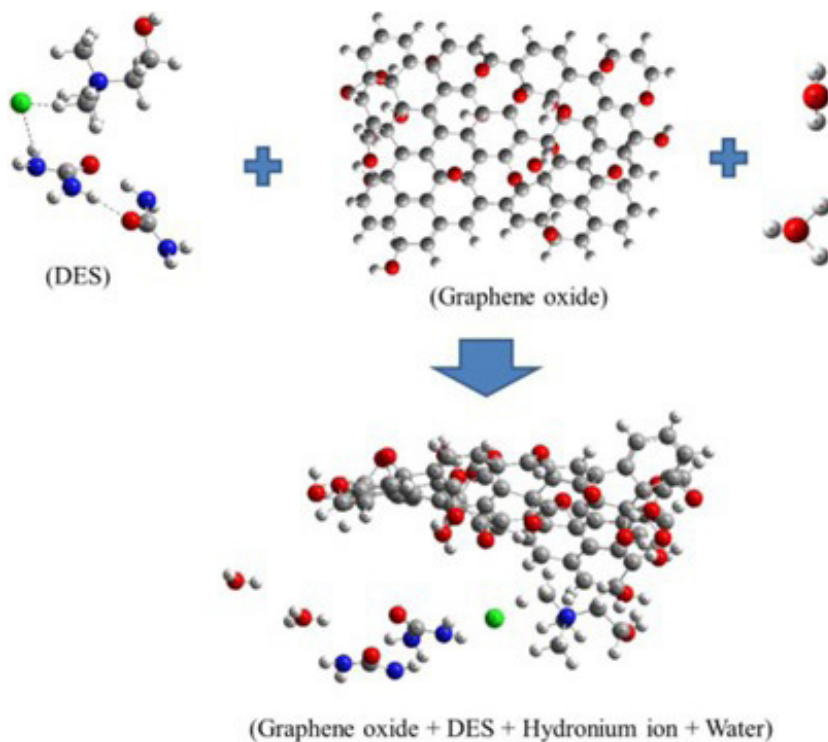 (DES)
(Graphene oxide)
(Graphene oxide + DES + Hydronium ion + Water)